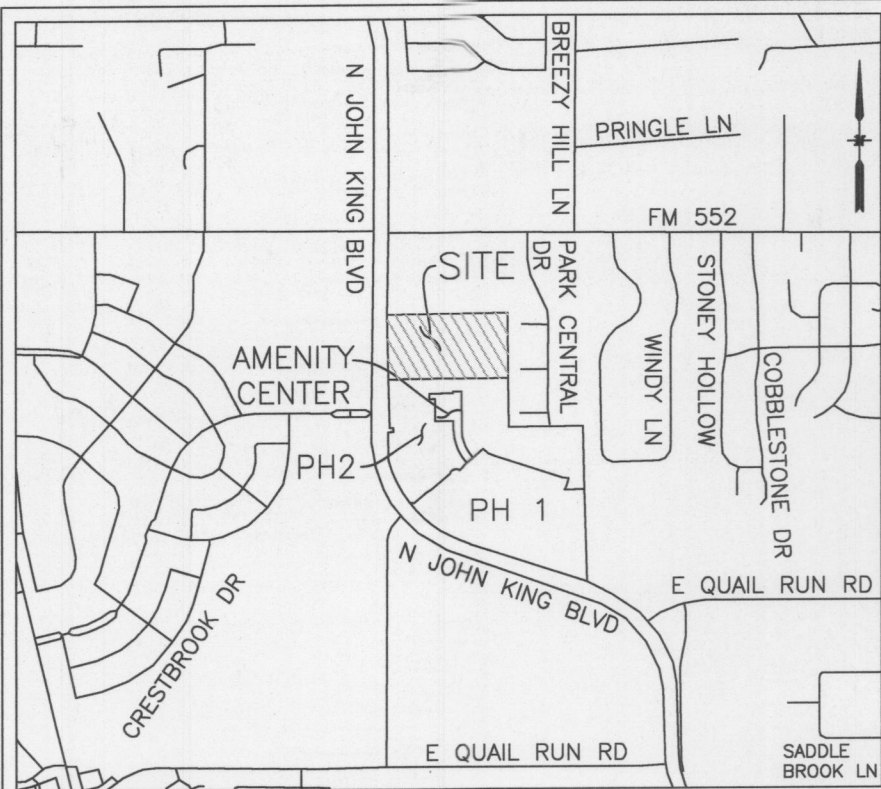 N JOHN KING BLVD
BREEZY HILL LN
PRINGLE LN
FM 552
SITE
PARK CENTRAL
DR
WINDY LN
STONEY HOLLOW
COBBLESTONE DR
AMENITY
CENTER
PH2
PH 1
N JOHN KING BLVD
E QUAIL RUN RD
CRESTBROOK DR
E QUAIL RUN RD
SADDLE
BROOK LN